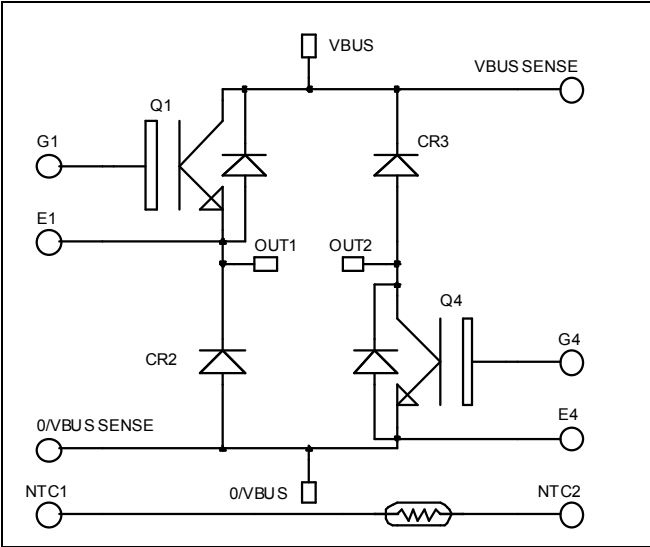 VBUS
VBUS SENSE
Q1
CR3
G1
E1
OUT1
OUT2
Q4
CR2
G4
E4
0/VBUS SENSE
NTC1
0/VBUS
NTC2